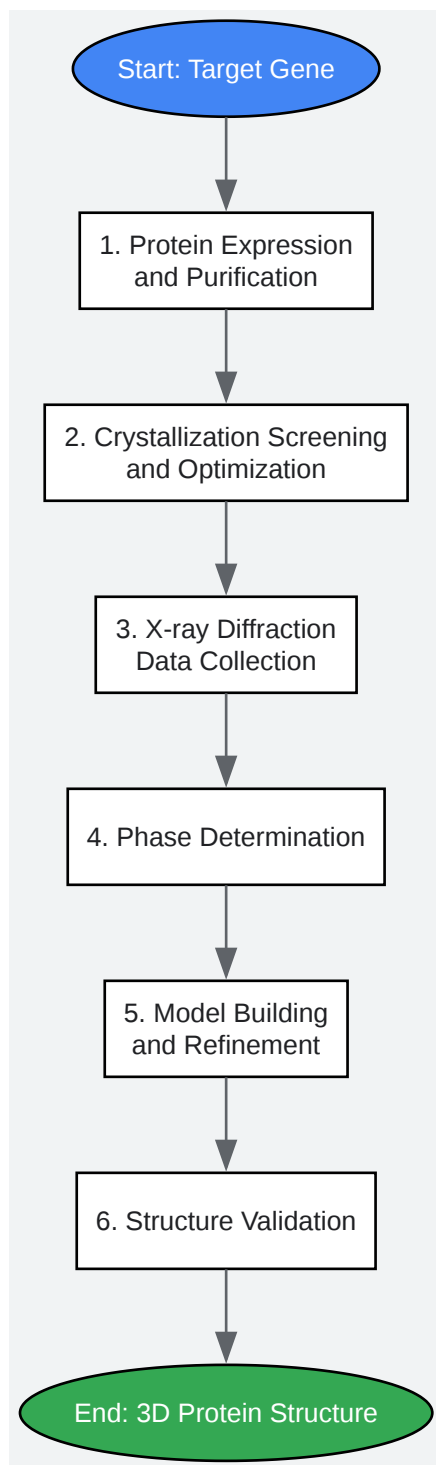 Start: Target Gene
1. Protein Expression
and Purification
2. Crystallization Screening
and Optimization
3. X-ray Diffraction
Data Collection
4. Phase Determination
5. Model Building
and Refinement
6. Structure Validation
End: 3D Protein Structure